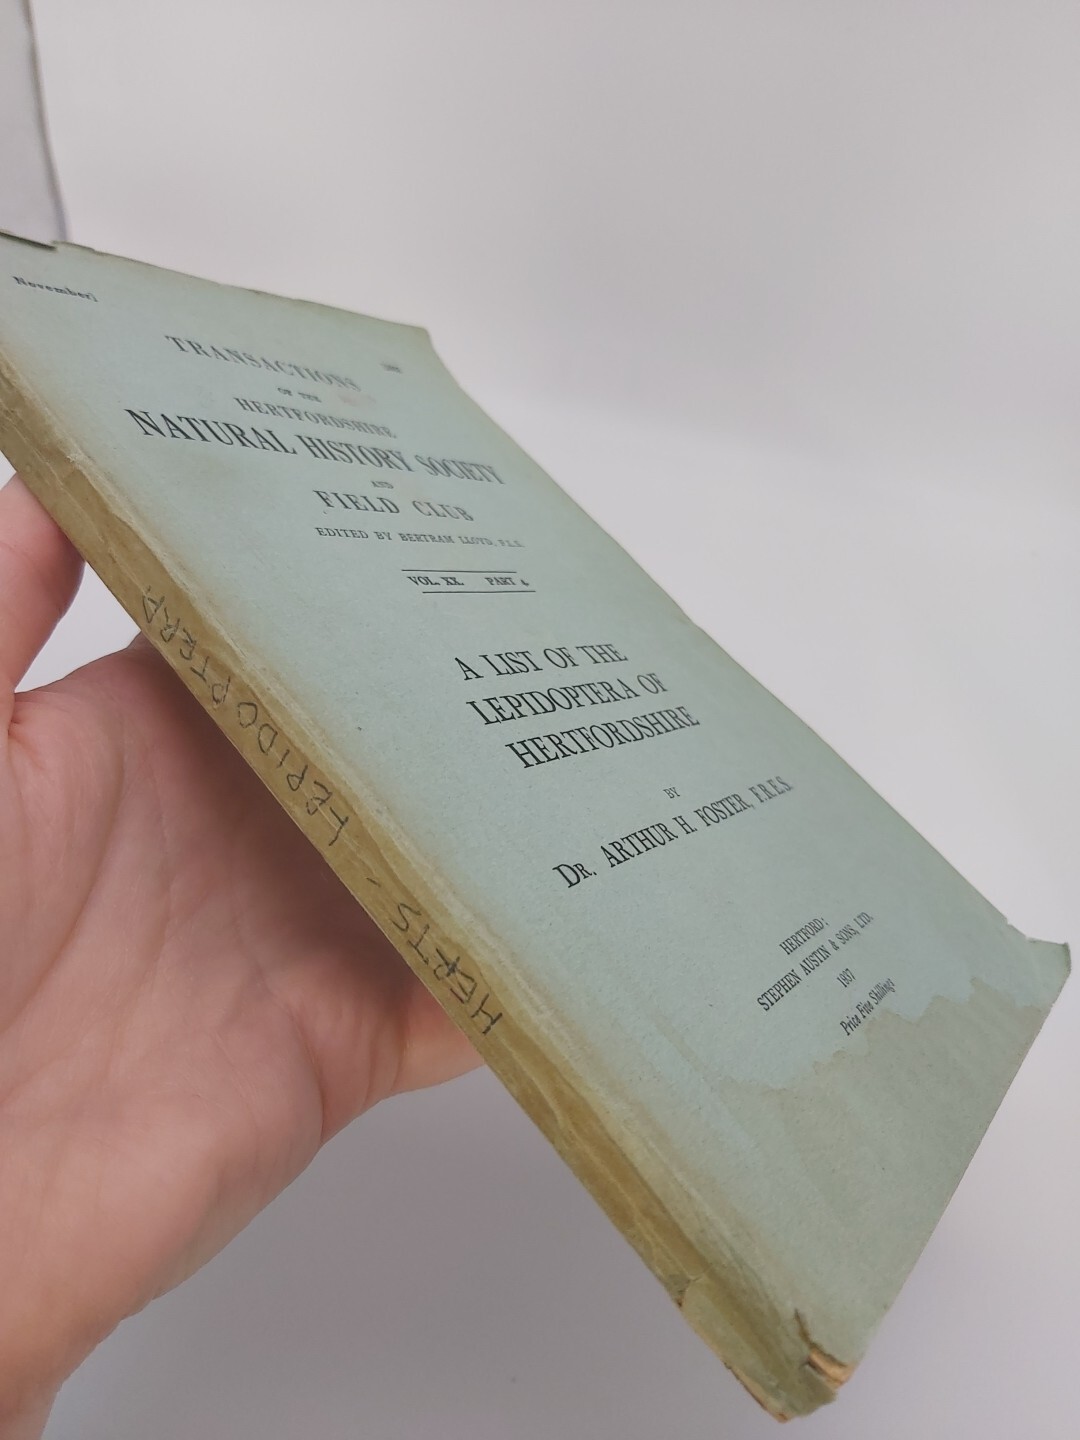 November]
TRANSACTIONS
OF THE
HERTFORDSHIRE
NATURAL HISTORY SOCIETY
AND
FIELD CLUB
EDITED BY BERTRAM LLOYD, F.L.S.
VOL. XX. PART 4.
A LIST OF THE
LEPIDOPTERA OF
HERTFORDSHIRE
BY
DR. ARTHUR H. FOSTER, F.R.E.S.
HERTFORD:
STEPHEN AUSTIN & SONS, LTD.
1937
Price Five Shillings
HERTS - LEPIDOPTERA